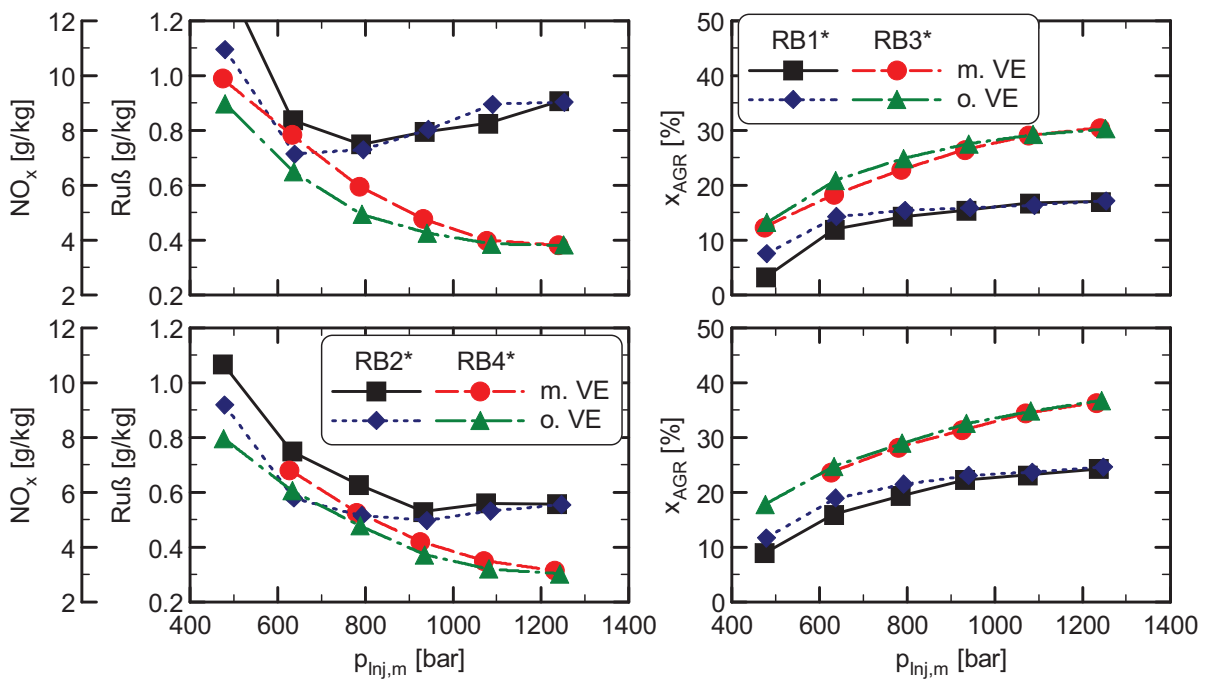 NOx [g/kg]
12
10
8
6
4
2
Ruß [g/kg]
1.2
1.0
0.8
0.6
0.4
0.2
xAGR [%]
50
40
30
20
10
0
RB1* RB3*
m. VE
o. VE
NOx [g/kg]
12
10
8
6
4
2
Ruß [g/kg]
1.2
1.0
0.8
0.6
0.4
0.2
RB2* RB4*
m. VE
o. VE
xAGR [%]
50
40
30
20
10
0
400 600 800 1000 1200 1400
pInj,m [bar]
400 600 800 1000 1200 1400
pInj,m [bar]